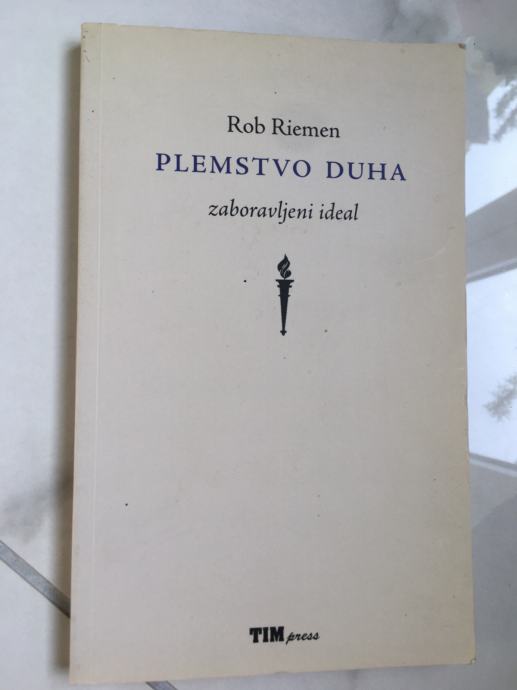 Rob Riemen
PLEMSTVO DUHA
zaboravljeni ideal
TIM press